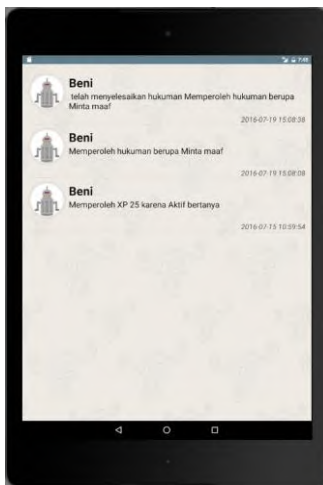 7:48
Beni
telah menyelesaikan hukuman Memperoleh hukuman berupa
Minta maaf
2016-07-19 15:08:38
Beni
Memperoleh hukuman berupa Minta maaf
2016-07-19 15:08:08
Beni
Memperoleh XP 25 karena Aktif bertanya
2016-07-15 10:59:54